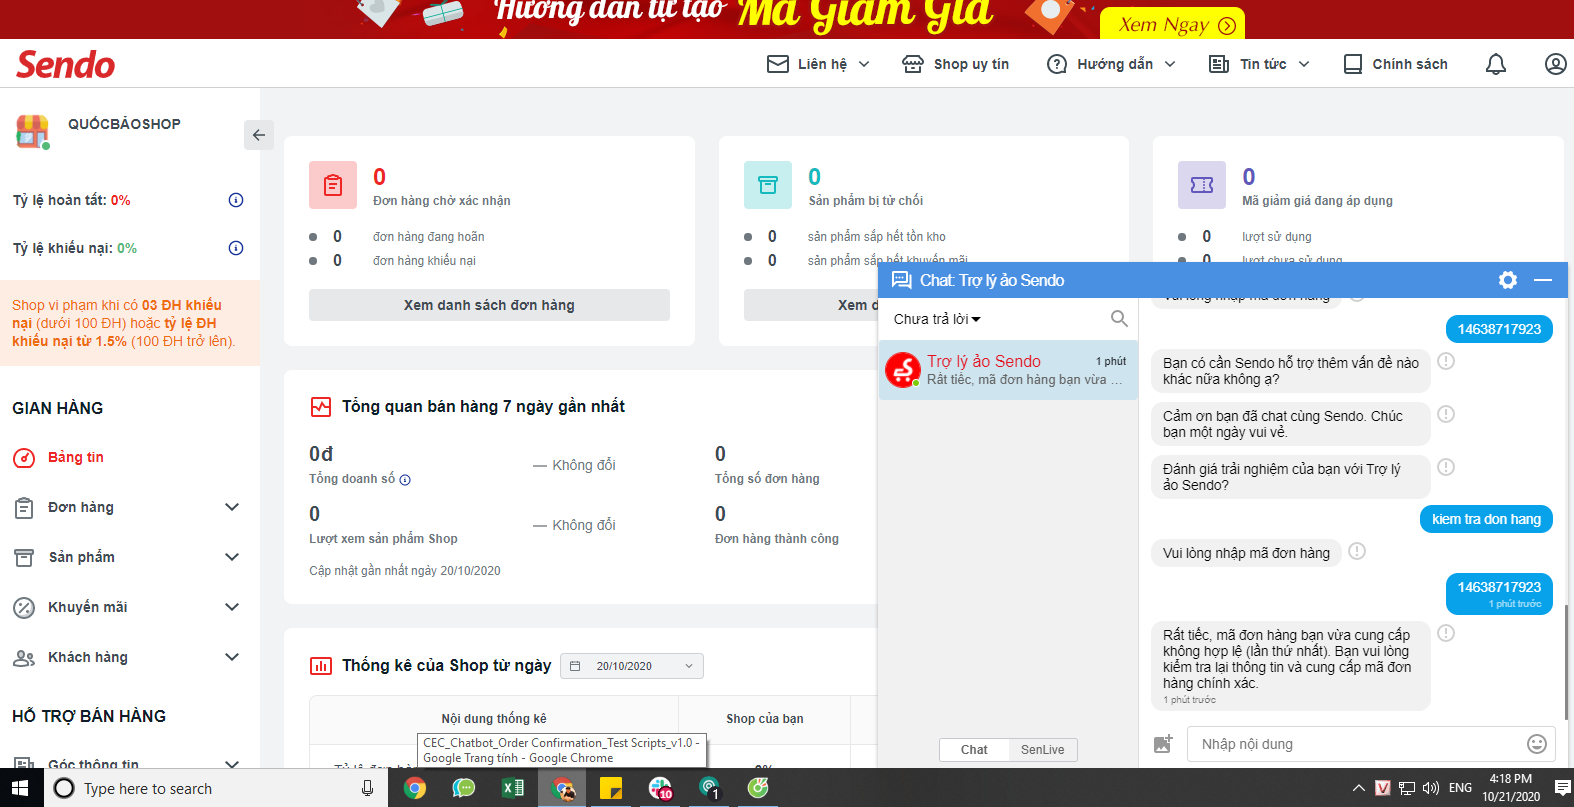 Hướng dẫn tự tạo Mã Giảm Giá
Xem Ngay
Sendo
Liên hệ
Shop uy tín
Hướng dẫn
Tin tức
Chính sách
QUỐCBẢOSHOP
Tỷ lệ hoàn tất: 0%
Tỷ lệ khiếu nại: 0%
Shop vi phạm khi có 03 ĐH khiếu
nại (dưới 100 ĐH) hoặc tỷ lệ ĐH
khiếu nại từ 1.5% (100 ĐH trở lên).
GIAN HÀNG
Bảng tin
Đơn hàng
Sản phẩm
Khuyến mãi
Khách hàng
HỖ TRỢ BÁN HÀNG
Góc thông tin
0
Đơn hàng chờ xác nhận
0 đơn hàng đang hoãn
0 đơn hàng khiếu nại
Xem danh sách đơn hàng
0
Sản phẩm bị từ chối
0 sản phẩm sắp hết tồn kho
0 sản phẩm sắp hết khuyến mãi
Xem d
0
Mã giảm giá đang áp dụng
0 lượt sử dụng
0 lượt chưa sử dụng
Tổng quan bán hàng 7 ngày gần nhất
0đ
Tổng doanh số
— Không đổi
0
Tổng số đơn hàng
0
Lượt xem sản phẩm Shop
— Không đổi
0
Đơn hàng thành công
Cập nhật gần nhất ngày 20/10/2020
Thống kê của Shop từ ngày
20/10/2020
Nội dung thống kê
Shop của bạn
CEC_Chatbot_Order Confirmation_Test Scripts_v1.0 -
Google Trang tính - Google Chrome
Chat: Trợ lý ảo Sendo
Chưa trả lời
Trợ lý ảo Sendo
1 phút
Rất tiếc, mã đơn hàng bạn vừa ...
Chat
SenLive
Vui lòng nhập mã đơn hàng
14638717923
Bạn có cần Sendo hỗ trợ thêm vấn đề nào
khác nữa không ạ?
Cảm ơn bạn đã chat cùng Sendo. Chúc
bạn một ngày vui vẻ.
Đánh giá trải nghiệm của bạn với Trợ lý
ảo Sendo?
kiem tra don hang
Vui lòng nhập mã đơn hàng
14638717923
1 phút trước
Rất tiếc, mã đơn hàng bạn vừa cung cấp
không hợp lệ (lần thứ nhất). Bạn vui lòng
kiểm tra lại thông tin và cung cấp mã đơn
hàng chính xác.
1 phút trước
Nhập nội dung
Type here to search
10
1
V
ENG
4:18 PM
10/21/2020